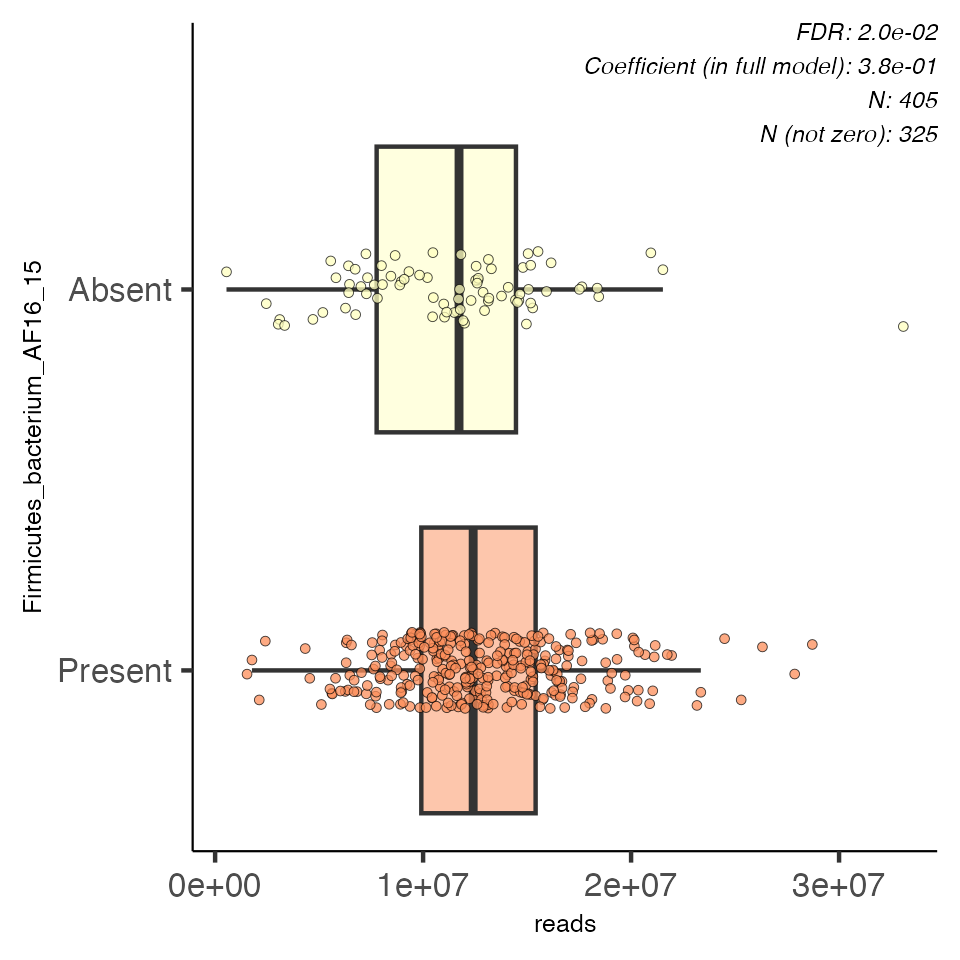 FDR: 2.0e-02
Coefficient (in full model): 3.8e-01
N: 405
N (not zero): 325
Firmicutes_bacterium_AF16_15
Absent
Present
0e+00 1e+07 2e+07 3e+07
reads